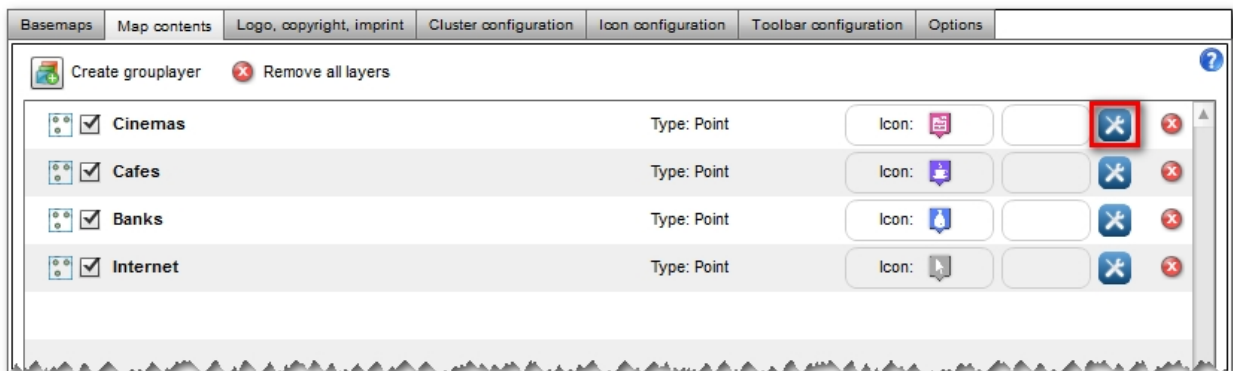 Basemaps Map contents Logo, copyright, imprint Cluster configuration Icon configuration Toolbar configuration Options
Create grouplayer Remove all layers ?
Cinemas Type: Point Icon:
Cafes Type: Point Icon:
Banks Type: Point Icon:
Internet Type: Point Icon: